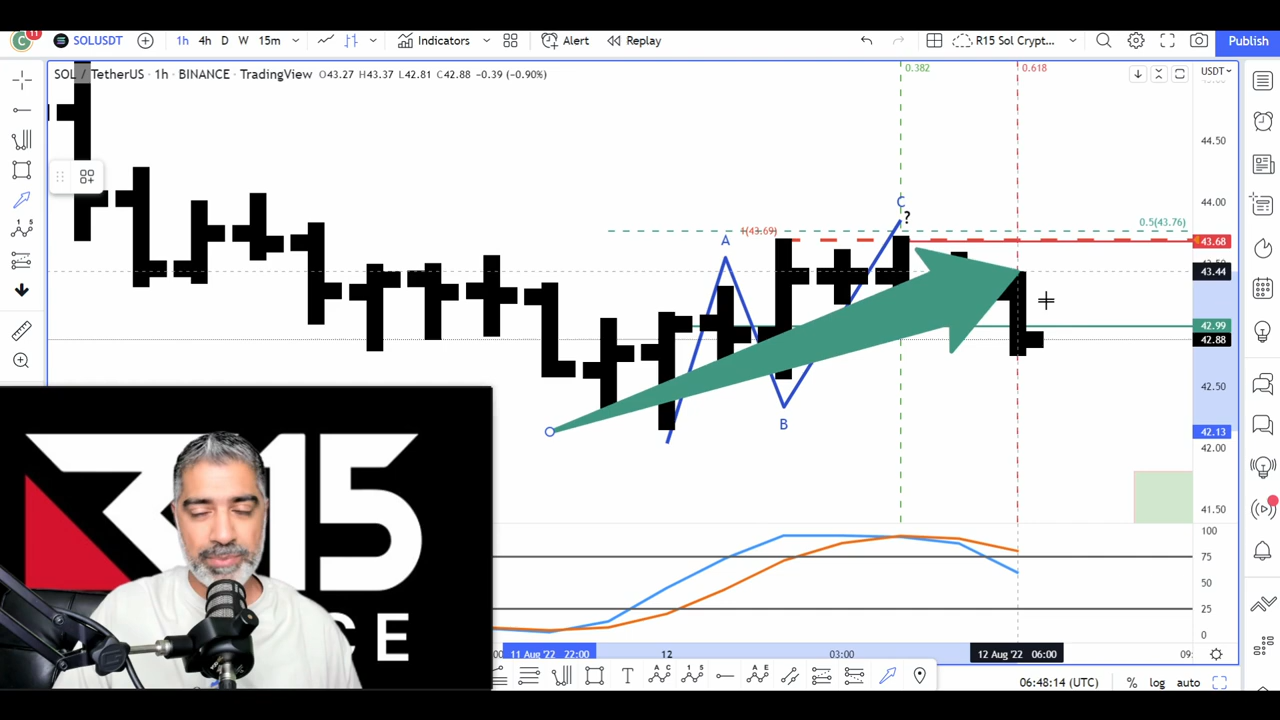 11
SOLUSDT 1h 4h D W 15m Indicators Alert Replay R15 Sol Crypt... Publish
SOL / TetherUS · 1h · BINANCE · TradingView O43.27 H43.37 L42.81 C42.88 −0.39 (−0.90%)
0.382 0.618 USDT
44.50
44.00
C
?
0.5(43.76)
A
(43.69)
43.68
43.44
42.99
42.88
42.50
B
42.13
42.00
41.50
100
75
50
25
0
R15
CE
11 Aug '22 22:00 12 03:00 12 Aug '22 06:00 09:
06:48:14 (UTC) % log auto